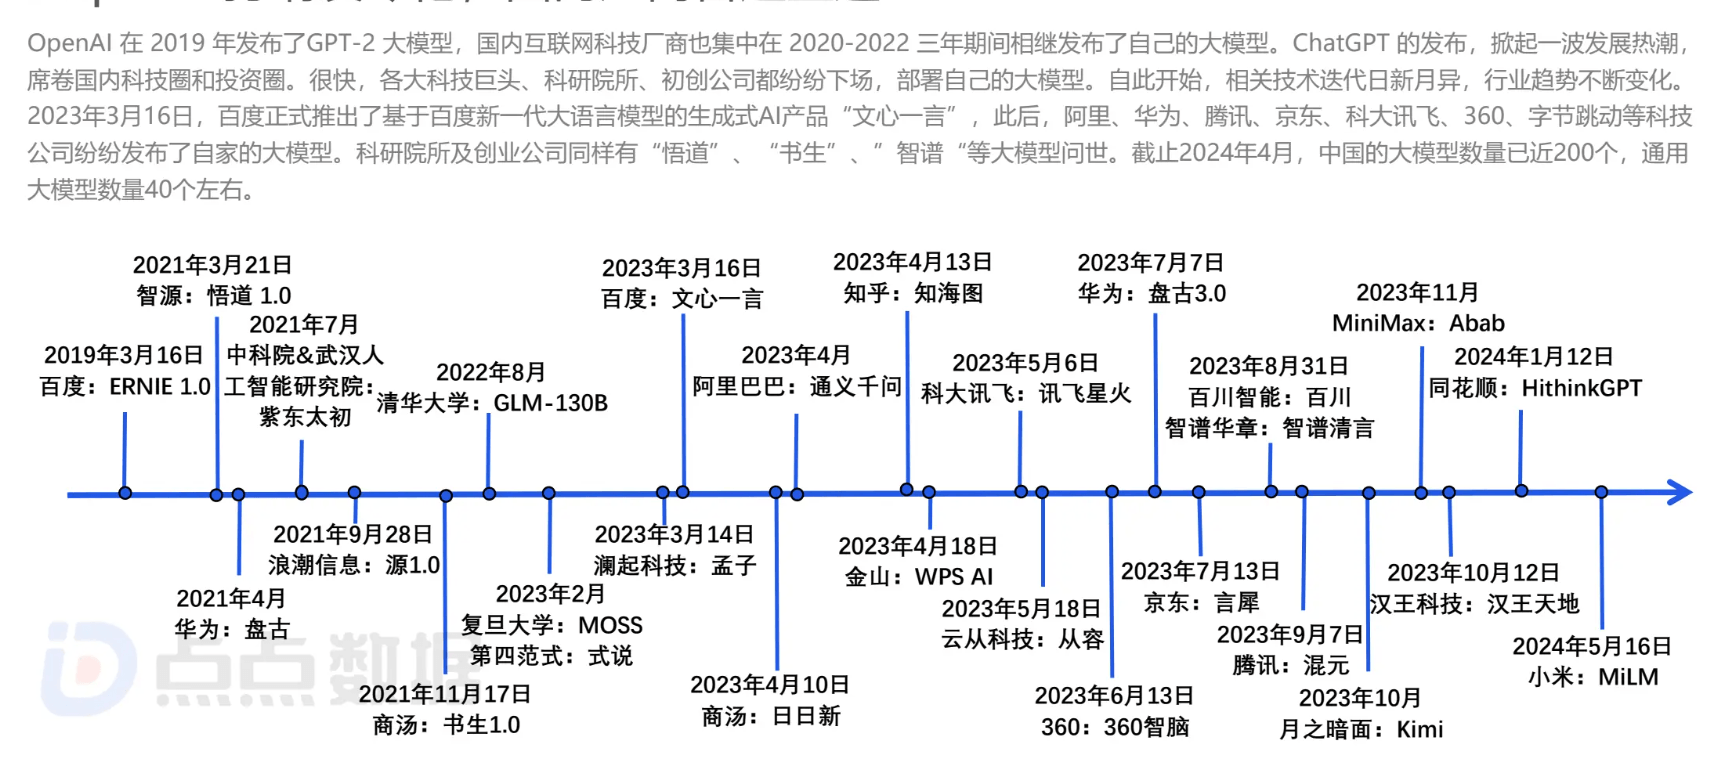 OpenAI 在 2019 年发布了GPT-2 大模型，国内互联网科技厂商也集中在 2020-2022 三年期间相继发布了自己的大模型。ChatGPT 的发布，掀起一波发展热潮，
席卷国内科技圈和投资圈。很快，各大科技巨头、科研院所、初创公司都纷纷下场，部署自己的大模型。自此开始，相关技术迭代日新月异，行业趋势不断变化。
2023年3月16日，百度正式推出了基于百度新一代大语言模型的生成式AI产品“文心一言”，此后，阿里、华为、腾讯、京东、科大讯飞、360、字节跳动等科技
公司纷纷发布了自家的大模型。科研院所及创业公司同样有“悟道”、“书生”、”智谱“等大模型问世。截止2024年4月，中国的大模型数量已近200个，通用
大模型数量40个左右。
2019年3月16日
百度：ERNIE 1.0
2021年3月21日
智源：悟道 1.0
2021年4月
华为：盘古
2021年7月
中科院&武汉人
工智能研究院：
紫东太初
2021年9月28日
浪潮信息：源1.0
2021年11月17日
商汤：书生1.0
2022年8月
清华大学：GLM-130B
2023年2月
复旦大学：MOSS
第四范式：式说
2023年3月14日
澜起科技：孟子
2023年3月16日
百度：文心一言
2023年4月10日
商汤：日日新
2023年4月
阿里巴巴：通义千问
2023年4月13日
知乎：知海图
2023年4月18日
金山：WPS AI
2023年5月6日
科大讯飞：讯飞星火
2023年5月18日
云从科技：从容
2023年6月13日
360：360智脑
2023年7月7日
华为：盘古3.0
2023年7月13日
京东：言犀
2023年8月31日
百川智能：百川
智谱华章：智谱清言
2023年9月7日
腾讯：混元
2023年10月
月之暗面：Kimi
2023年11月
MiniMax：Abab
2023年10月12日
汉王科技：汉王天地
2024年1月12日
同花顺：HithinkGPT
2024年5月16日
小米：MiLM
点点数据